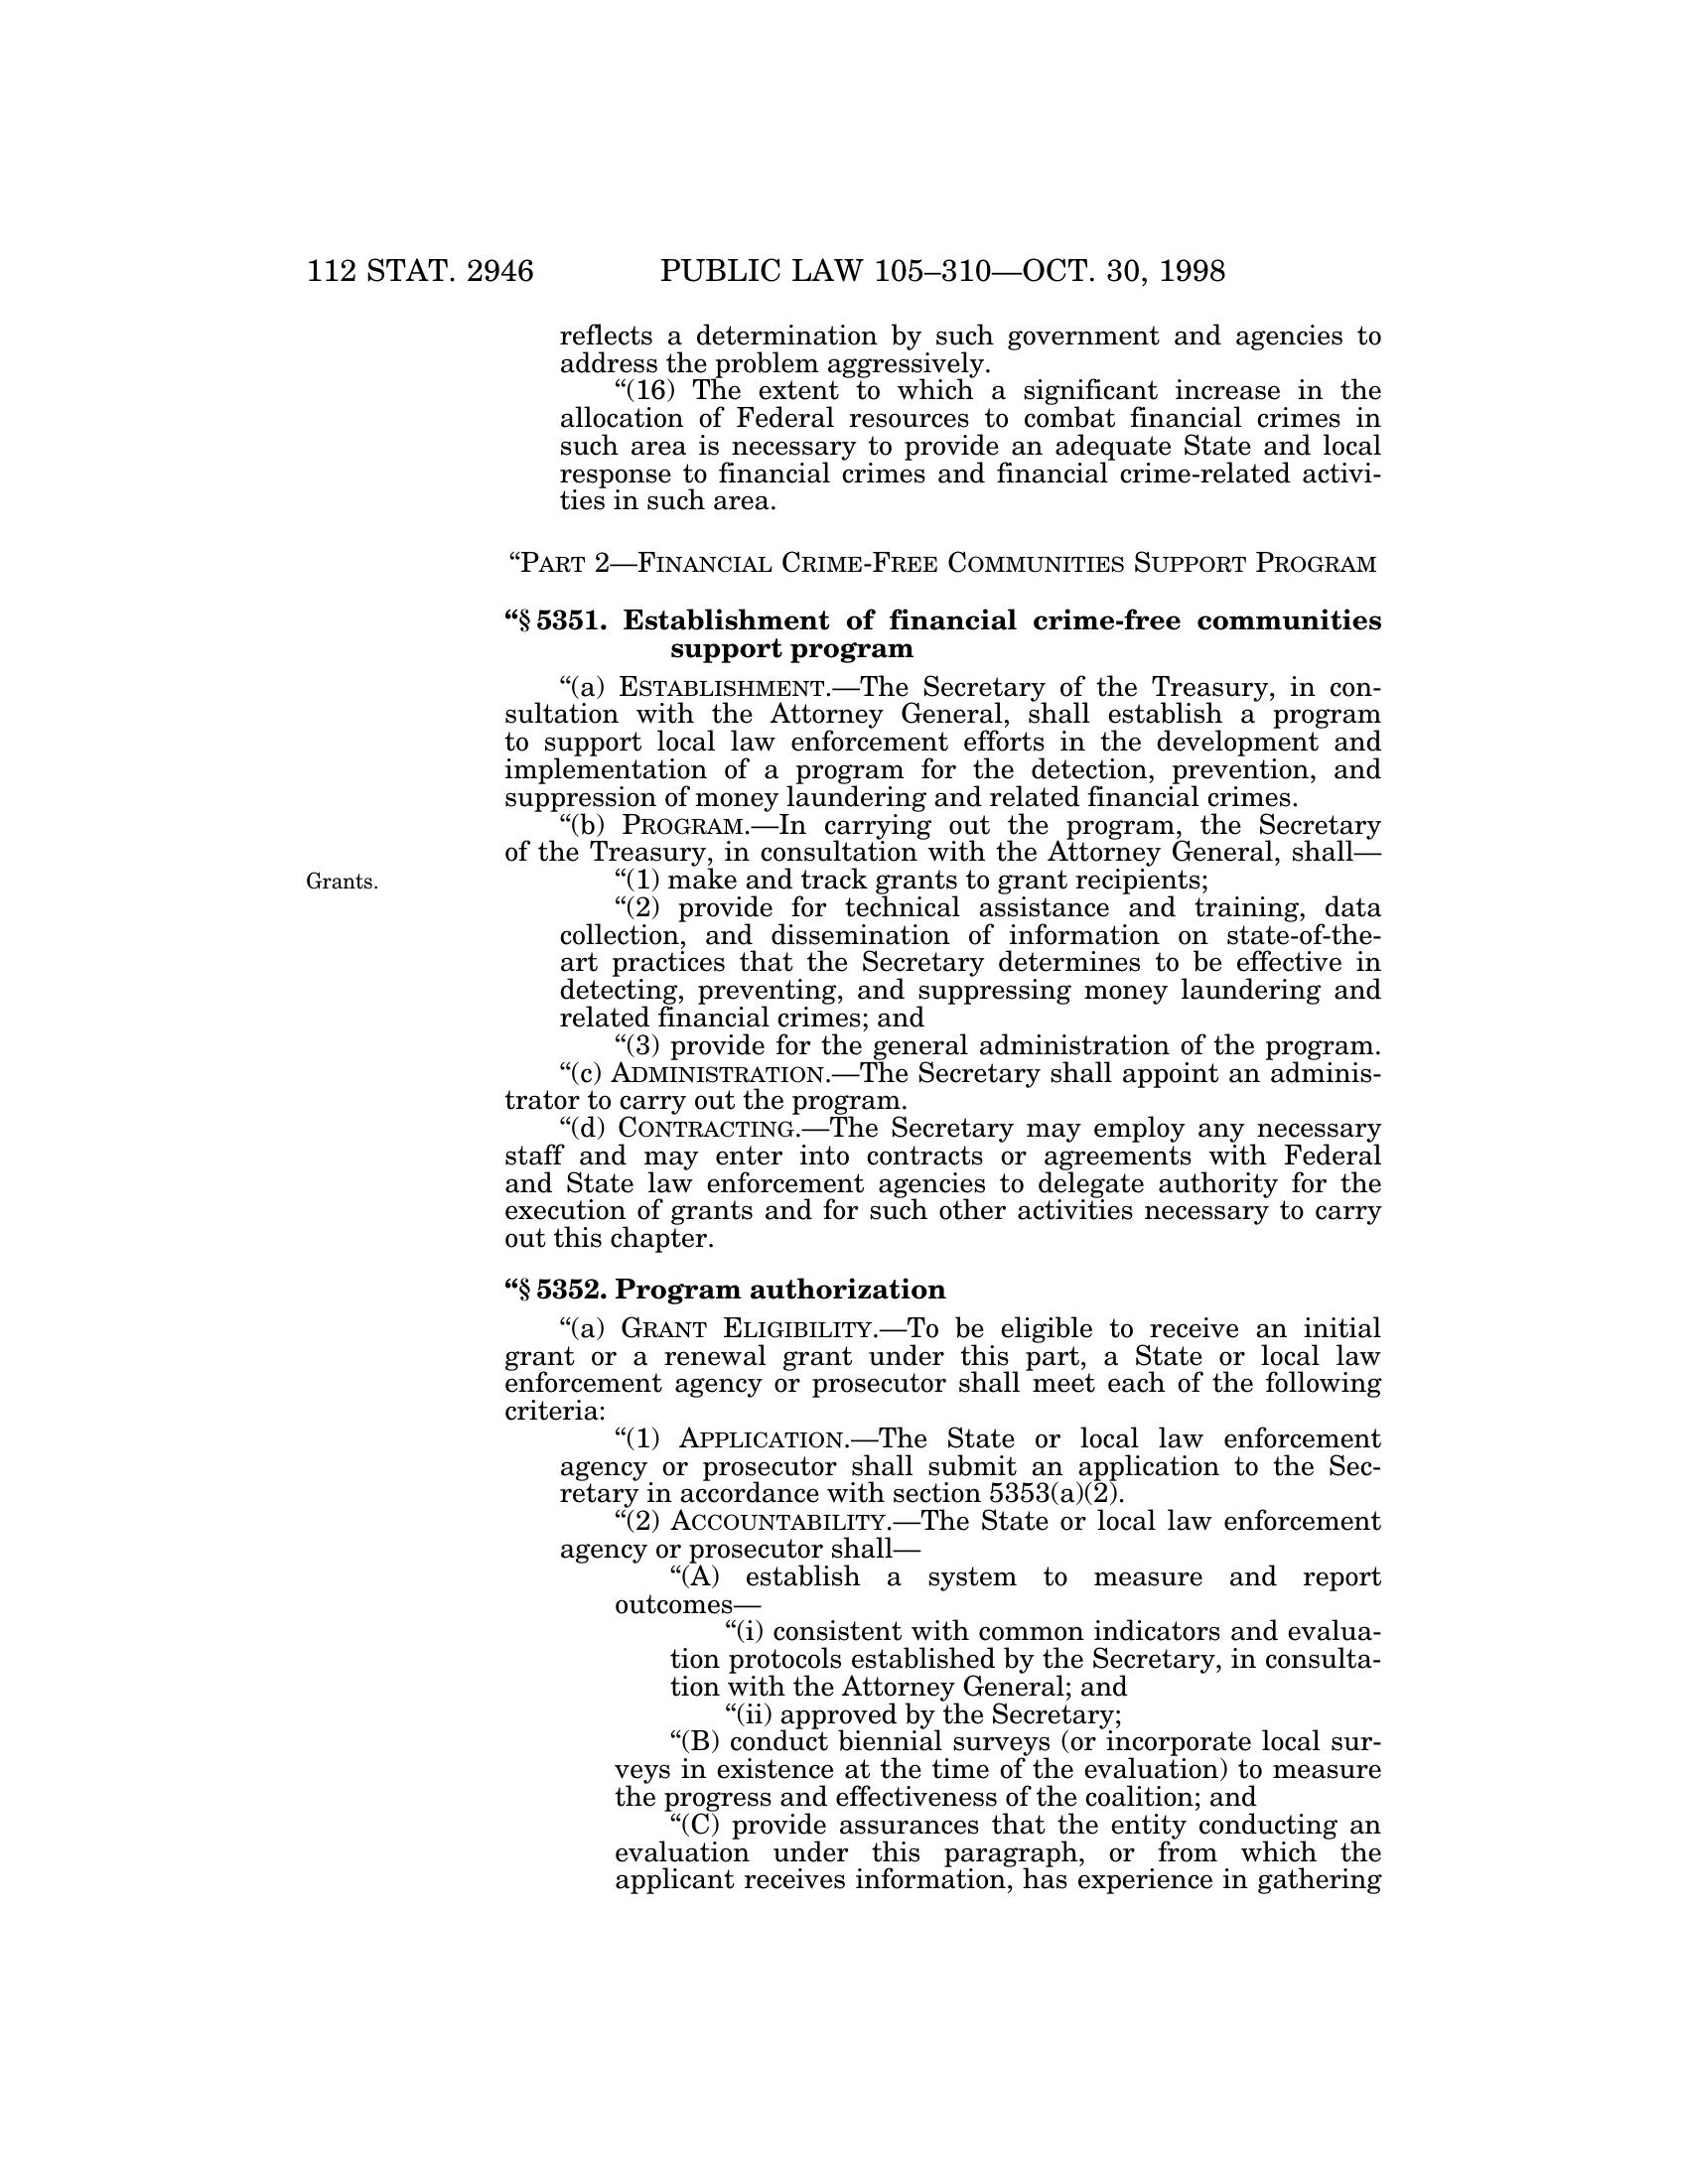 112 STAT. 2946 PUBLIC LAW 105–310—OCT. 30, 1998
reflects a determination by such government and agencies to
address the problem aggressively.
“(16) The extent to which a significant increase in the
allocation of Federal resources to combat financial crimes in
such area is necessary to provide an adequate State and local
response to financial crimes and financial crime-related activi-
ties in such area.
“PART 2—FINANCIAL CRIME-FREE COMMUNITIES SUPPORT PROGRAM
“§ 5351. Establishment of financial crime-free communities
support program
“(a) ESTABLISHMENT.—The Secretary of the Treasury, in con-
sultation with the Attorney General, shall establish a program
to support local law enforcement efforts in the development and
implementation of a program for the detection, prevention, and
suppression of money laundering and related financial crimes.
“(b) PROGRAM.—In carrying out the program, the Secretary
of the Treasury, in consultation with the Attorney General, shall—
Grants.
“(1) make and track grants to grant recipients;
“(2) provide for technical assistance and training, data
collection, and dissemination of information on state-of-the-
art practices that the Secretary determines to be effective in
detecting, preventing, and suppressing money laundering and
related financial crimes; and
“(3) provide for the general administration of the program.
“(c) ADMINISTRATION.—The Secretary shall appoint an adminis-
trator to carry out the program.
“(d) CONTRACTING.—The Secretary may employ any necessary
staff and may enter into contracts or agreements with Federal
and State law enforcement agencies to delegate authority for the
execution of grants and for such other activities necessary to carry
out this chapter.
“§ 5352. Program authorization
“(a) GRANT ELIGIBILITY.—To be eligible to receive an initial
grant or a renewal grant under this part, a State or local law
enforcement agency or prosecutor shall meet each of the following
criteria:
“(1) APPLICATION.—The State or local law enforcement
agency or prosecutor shall submit an application to the Sec-
retary in accordance with section 5353(a)(2).
“(2) ACCOUNTABILITY.—The State or local law enforcement
agency or prosecutor shall—
“(A) establish a system to measure and report
outcomes—
“(i) consistent with common indicators and evalua-
tion protocols established by the Secretary, in consulta-
tion with the Attorney General; and
“(ii) approved by the Secretary;
“(B) conduct biennial surveys (or incorporate local sur-
veys in existence at the time of the evaluation) to measure
the progress and effectiveness of the coalition; and
“(C) provide assurances that the entity conducting an
evaluation under this paragraph, or from which the
applicant receives information, has experience in gathering